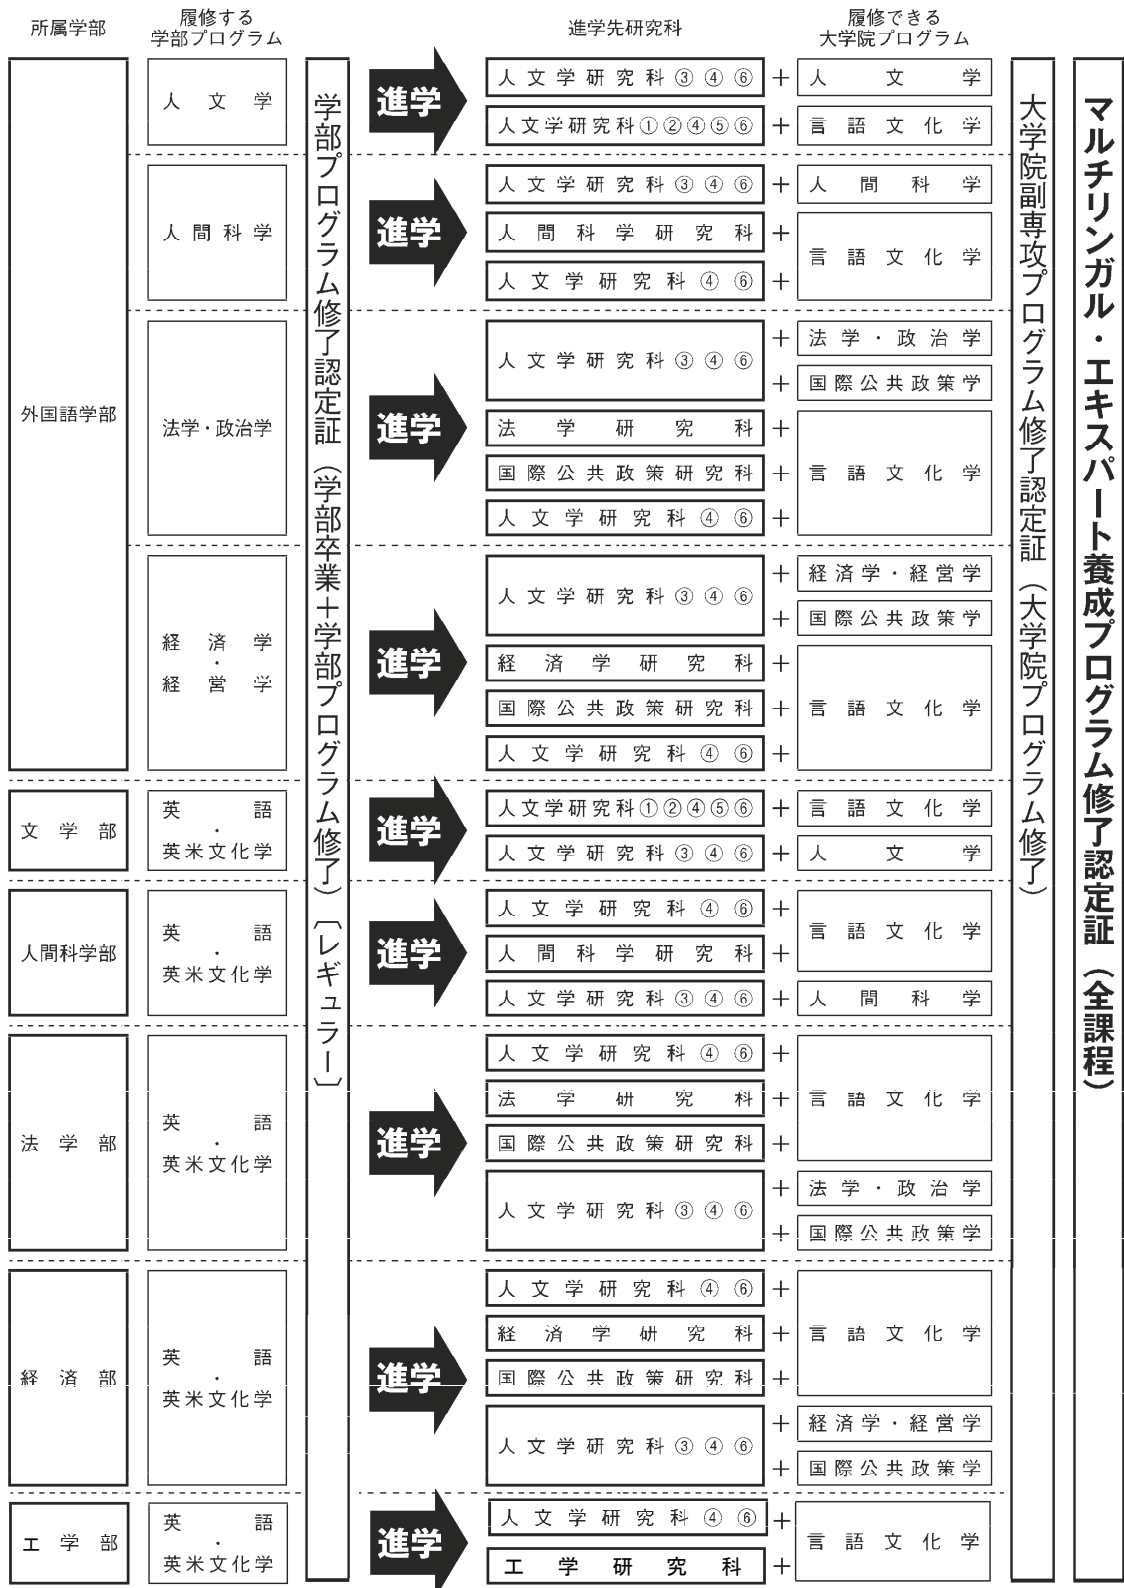 所属学部
履修する
学部プログラム
進学先研究科
履修できる
大学院プログラム
外国語学部
人文学
進学
人文学研究科③④⑥
+
人文学
人文学研究科①②④⑤⑥
+
言語文化学
人間科学
進学
人文学研究科③④⑥
+
人間科学
人間科学研究科
+
言語文化学
人文学研究科④⑥
+
法学・政治学
進学
人文学研究科③④⑥
+
法学・政治学
+
国際公共政策学
法学研究科
+
国際公共政策研究科
+
言語文化学
人文学研究科④⑥
+
経済学
・
経営学
進学
人文学研究科③④⑥
+
経済学・経営学
+
国際公共政策学
経済学研究科
+
国際公共政策研究科
+
言語文化学
人文学研究科④⑥
+
文学部
英語
・
英米文化学
進学
人文学研究科①②④⑤⑥
+
言語文化学
人文学研究科③④⑥
+
人文学
人間科学部
英語
・
英米文化学
進学
人文学研究科④⑥
+
言語文化学
人間科学研究科
+
人文学研究科③④⑥
+
人間科学
法学部
英語
・
英米文化学
進学
人文学研究科④⑥
+
法学研究科
+
言語文化学
国際公共政策研究科
+
人文学研究科③④⑥
+
法学・政治学
+
国際公共政策学
経済部
英語
・
英米文化学
進学
人文学研究科④⑥
+
経済学研究科
+
言語文化学
国際公共政策研究科
+
人文学研究科③④⑥
+
経済学・経営学
+
国際公共政策学
工学部
英語
・
英米文化学
進学
人文学研究科④⑥
+
言語文化学
工学研究科
+
学部プログラム修了認定証（学部卒業＋学部プログラム修了）〔レギュラー〕
大学院副専攻プログラム修了認定証（大学院プログラム修了）
マルチリンガル・エキスパート養成プログラム修了認定証（全課程）